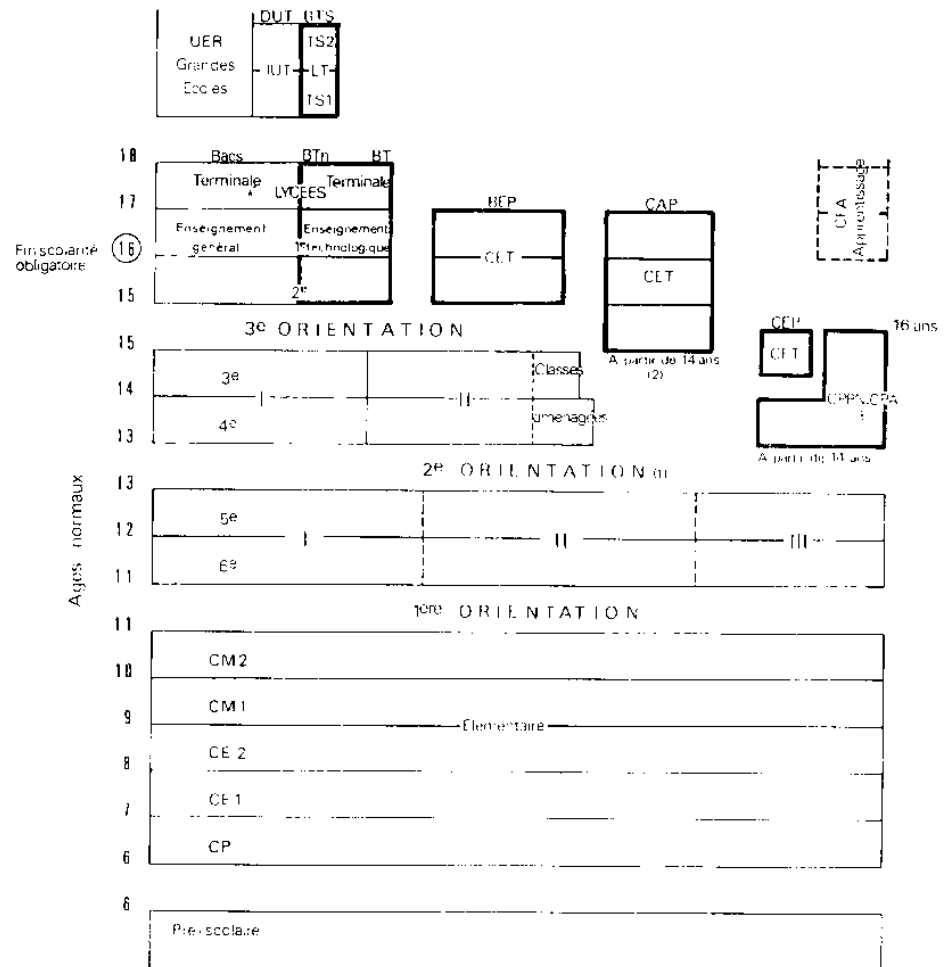 DUT BTS
UER
Grandes
Ecoles
IUT
TS2
LT
TS1
18
Bacs
BTn
BT
Terminale
LYCEES
Terminale
17
Enseignement
général
Enseignement
technologique
1re
Fin scolarité
obligatoire
16
2e
15
BEP
CET
CAP
CET
A partir de 14 ans
(2)
CFA
Apprentissage
3e ORIENTATION
CEP
CET
16 ans
CPPN.CPA
A partir de 14 ans
15
3e
Classes
14
I
II
aménagées
4e
13
2e ORIENTATION (1)
Ages normaux
13
5e
12
I
II
III
6e
11
1ère ORIENTATION
11
CM2
10
CM1
9
Elementaire
CE 2
8
CE 1
7
CP
6
6
Pré-scolaire